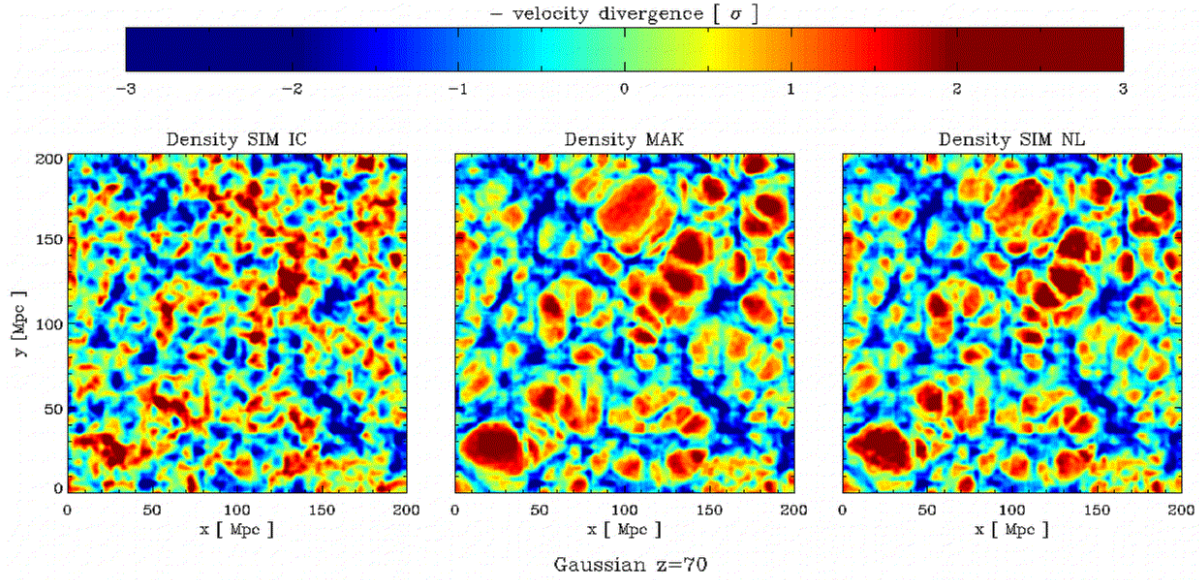 − velocity divergence [ σ ]
−3 −2 −1 0 1 2 3
Density SIM IC Density MAK Density SIM NL
200
150
100
50
0
y [Mpc ]
0 50 100 150 200 0 50 100 150 200 0 50 100 150 200
x [ Mpc ] x [ Mpc ] x [ Mpc ]
Gaussian z=70